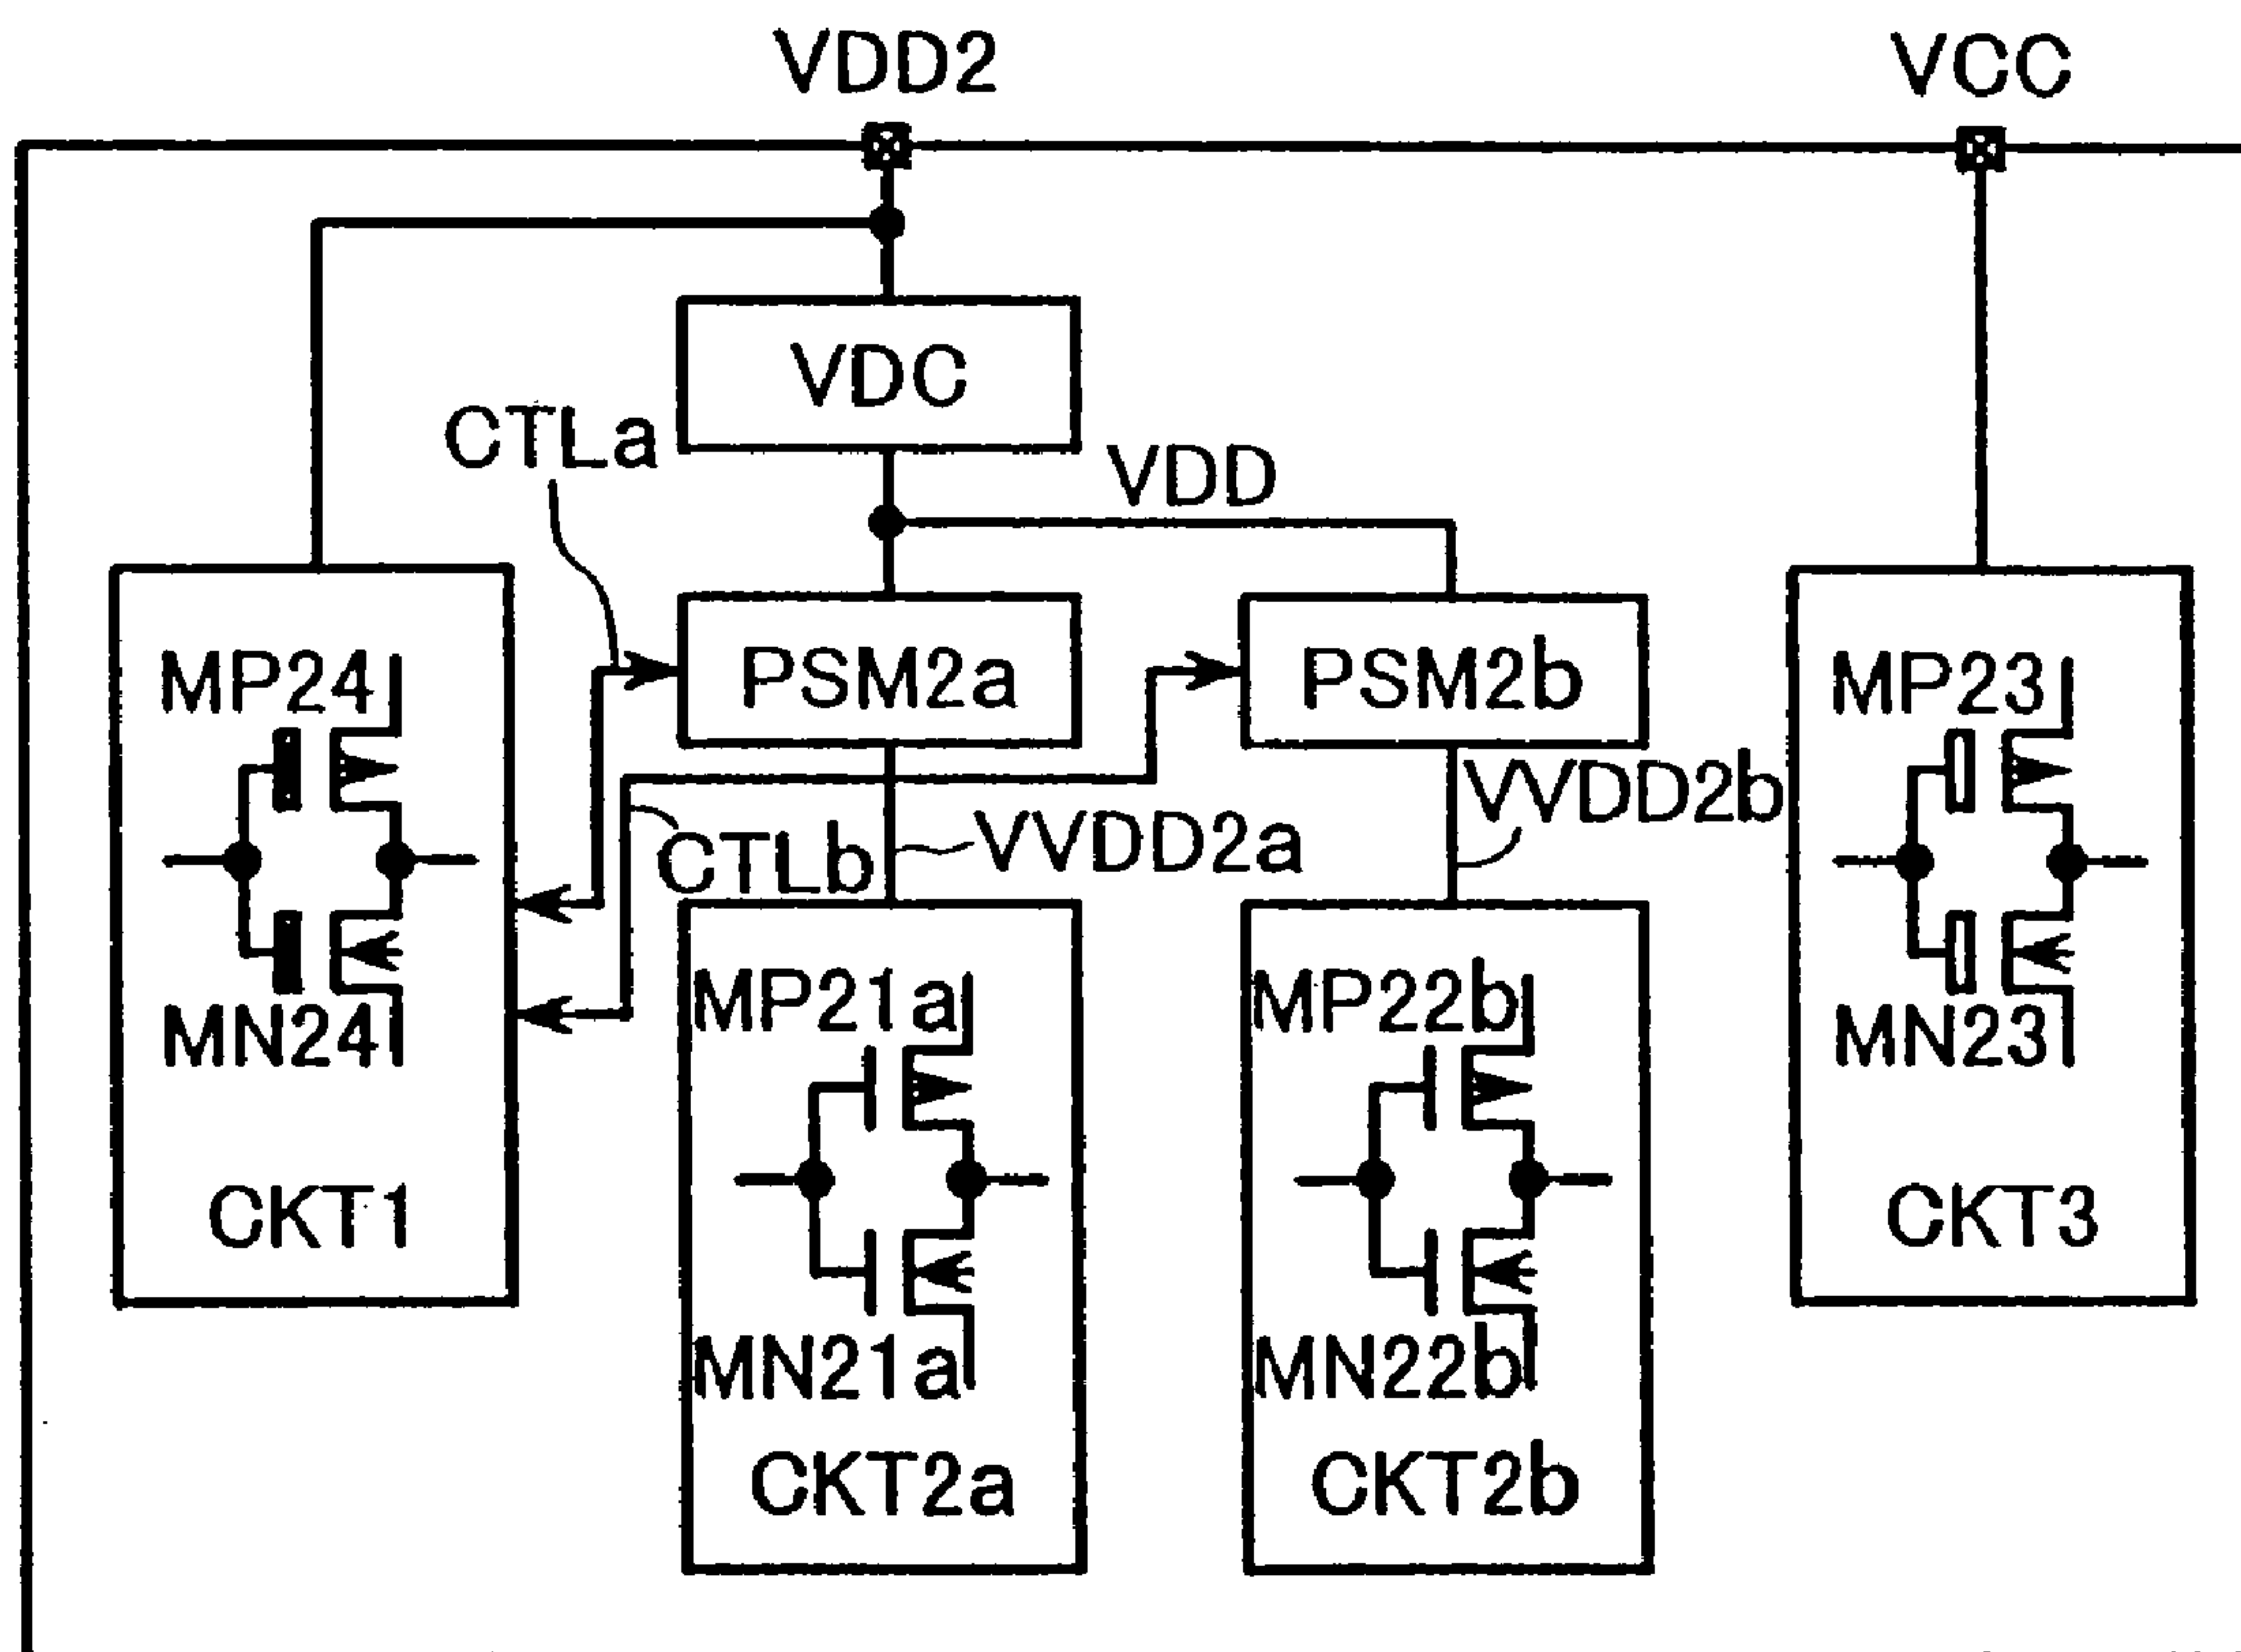 VDD2
VCC
VDC
CTLa
VDD
PSM2a
PSM2b
MP24
MP23
VVDD2b
VVDD2a
CTLb
MN24
MN23
MP21a
MP22b
CKT1
CKT3
MN21a
MN22b
CKT2a
CKT2b